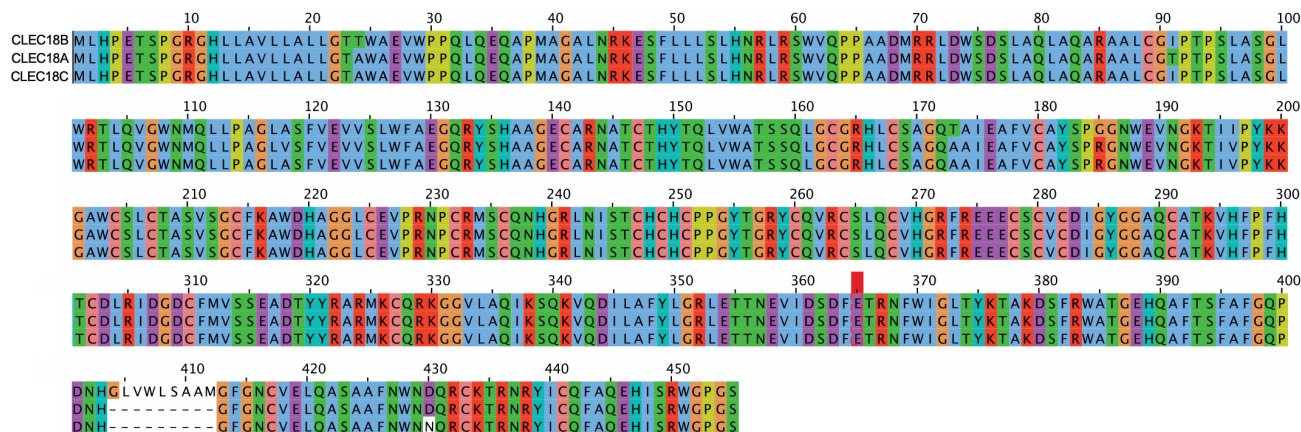 10 20 30 40 50 60 70 80 90 100
CLEC18B MLHPETSPGRGHLLAVLLALLGTTWAEVWPPQLQEQAPMAGALNRKESFLLLSLHNRLRSWVQPPAADMRRLDWSDSLAQLAQARAALCGIPTPSLASGL
CLEC18A MLHPETSPGRGHLLAVLLALLGTAWAEVWPPQLQEQAPMAGALNRKESFLLLSLHNRLRSWVQPPAADMRRLDWSDSLAQLAQARAALCGTPTPSLASGL
CLEC18C MLHPETSPGRGHLLAVLLALLGTAWAEVWPPQLQEQAPMAGALNRKESFLLLSLHNRLRSWVQPPAADMRRLDWSDSLAQLAQARAALCGIPTPSLASGL
110 120 130 140 150 160 170 180 190 200
WRTLQVGWNMQLLPAGLASFVEVVSLWFAEGQRYSHAAGECARNATCTHYTQLVWATSSQLGCGRHLCSAGQTAIEAFVCAYSPGGNWEVNGKTIIPYKK
WRTLQVGWNMQLLPAGLVSFVEVVSLWFAEGQRYSHAAGECARNATCTHYTQLVWATSSQLGCGRHLCSAGQAAIEAFVCAYSPRGNWEVNGKTIVPYKK
WRTLQVGWNMQLLPAGLASFVEVVSLWFAEGQRYSHAAGECARNATCTHYTQLVWATSSQLGCGRHLCSAGQAAIEAFVCAYSPGGNWEVNGKTIVPYKK
210 220 230 240 250 260 270 280 290 300
GAWCSLCTASVSGCFKAWDHAGGLCEVPRNPCRMSCQNHGRLNISTCHCHCPPGYTGRYCQVRCSLQCVHGRFREEECSCVCDIGYGGAQCATKVHFPFH
GAWCSLCTASVSGCFKAWDHAGGLCEVPRNPCRMSCQNHGRLNISTCHCHCPPGYTGRYCQVRCSLQCVHGRFREEECSCVCDIGYGGAQCATKVHFPFH
GAWCSLCTASVSGCFKAWDHAGGLCEVPRNPCRMSCQNHGRLNISTCHCHCPPGYTGRYCQVRCSLQCVHGRFREEECSCVCDIGYGGAQCATKVHFPFH
310 320 330 340 350 360 370 380 390 400
TCDLRIDGDCFMVSSEADTYYRARMKCQRKGGVLAQIKSQKVQDILAFYLGRLETTNEVIDSDFETRNFWIGLTYKTAKDSFRWATGEHQAFTSFAFGQP
TCDLRIDGDCFMVSSEADTYYRARMKCQRKGGVLAQIKSQKVQDILAFYLGRLETTNEVIDSDFETRNFWIGLTYKTAKDSFRWATGEHQAFTSFAFGQP
TCDLRIDGDCFMVSSEADTYYRARMKCQRKGGVLAQIKSQKVQDILAFYLGRLETTNEVIDSDFETRNFWIGLTYKTAKDSFRWATGEHQAFTSFAFGQP
410 420 430 440 450
DNHGLVWLSAAMGFGNCVELQASAAFNWNDQRCKTRNRYICQFAQEHISRWGPGS
DNH---------GFGNCVELQASAAFNWNDQRCKTRNRYICQFAQEHISRWGPGS
DNH---------GFGNCVELQASAAFNWNNQRCKTRNRYICQFAQEHISRWGPGS